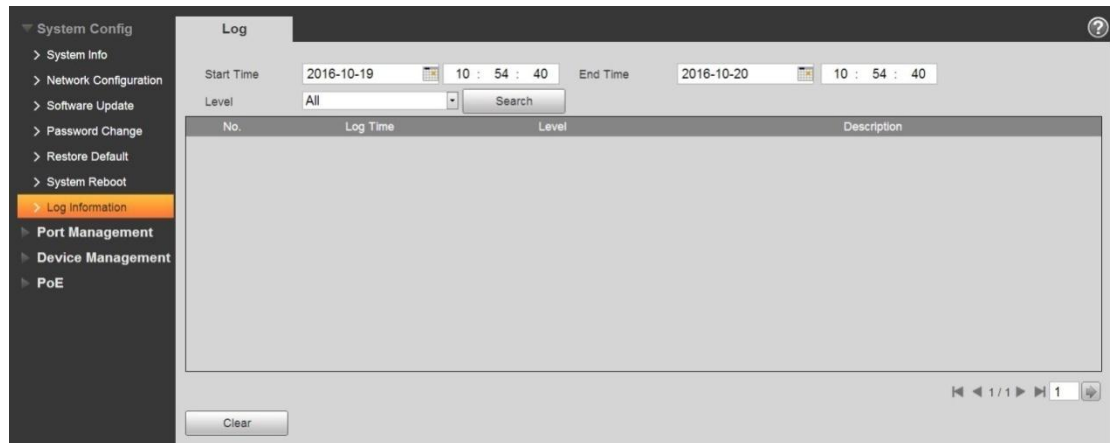 System Config
> System Info
> Network Configuration
> Software Update
> Password Change
> Restore Default
> System Reboot
> Log Information
Port Management
Device Management
PoE
Log
?
Start Time 2016-10-19 10 : 54 : 40 End Time 2016-10-20 10 : 54 : 40
Level All Search
No. Log Time Level Description
1 / 1 1
Clear